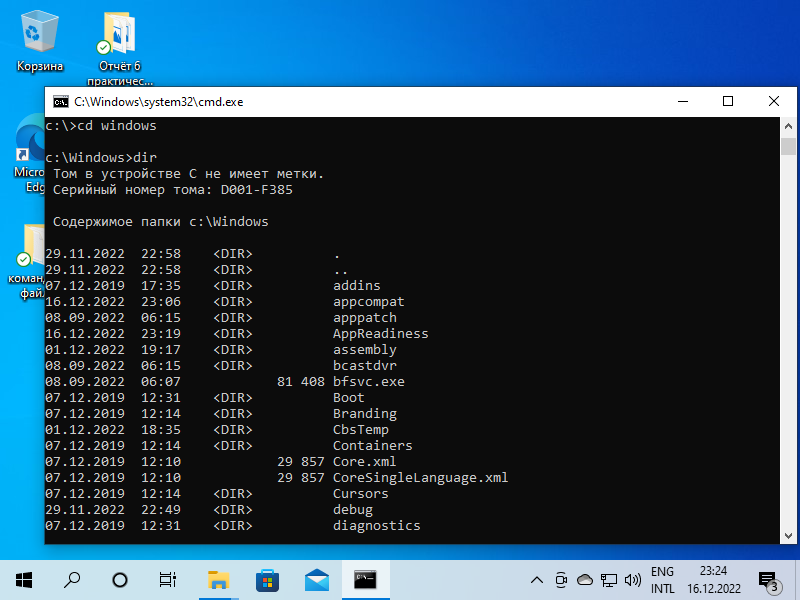 Корзина
Отчёт 6
практичес...
C:\Windows\system32\cmd.exe
c:\>cd windows
c:\Windows>dir
Том в устройстве C не имеет метки.
Серийный номер тома: D001-F385
Содержимое папки c:\Windows
29.11.2022  22:58    <DIR>          .
29.11.2022  22:58    <DIR>          ..
07.12.2019  17:35    <DIR>          addins
16.12.2022  23:06    <DIR>          appcompat
08.09.2022  06:15    <DIR>          apppatch
16.12.2022  23:19    <DIR>          AppReadiness
01.12.2022  19:17    <DIR>          assembly
08.09.2022  06:15    <DIR>          bcastdvr
08.09.2022  06:07            81 408 bfsvc.exe
07.12.2019  12:31    <DIR>          Boot
07.12.2019  12:14    <DIR>          Branding
01.12.2022  18:35    <DIR>          CbsTemp
07.12.2019  12:14    <DIR>          Containers
07.12.2019  12:10            29 857 Core.xml
07.12.2019  12:10            29 857 CoreSingleLanguage.xml
07.12.2019  12:14    <DIR>          Cursors
29.11.2022  22:49    <DIR>          debug
07.12.2019  12:31    <DIR>          diagnostics
Micro
Edg
коман
фай
ENG
INTL
23:24
16.12.2022
3